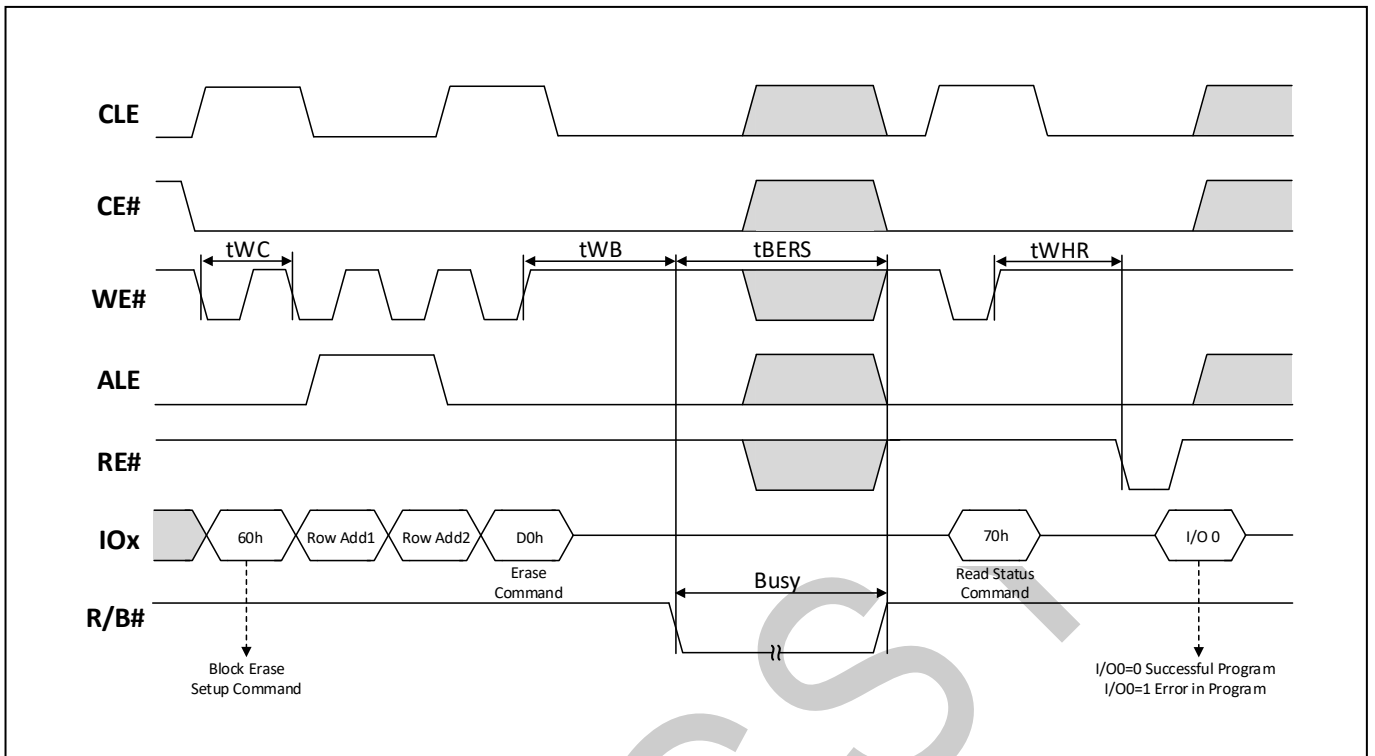 CLE
CE#
tWC
tWB
tBERS
tWHR
WE#
ALE
RE#
IOx
60h
Row Add1
Row Add2
D0h
70h
I/O 0
Erase
Command
Busy
Read Status
Command
R/B#
Block Erase
Setup Command
I/O0=0 Successful Program
I/O0=1 Error in Program